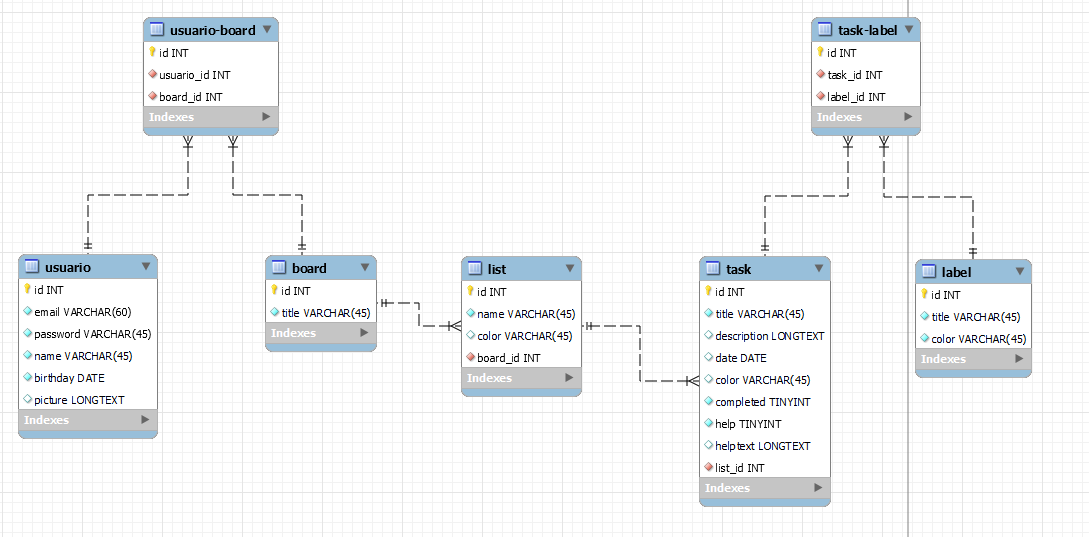 usuario-board
id INT
usuario_id INT
board_id INT
Indexes
task-label
id INT
task_id INT
label_id INT
Indexes
usuario
id INT
email VARCHAR(60)
password VARCHAR(45)
name VARCHAR(45)
birthday DATE
picture LONGTEXT
Indexes
board
id INT
title VARCHAR(45)
Indexes
list
id INT
name VARCHAR(45)
color VARCHAR(45)
board_id INT
Indexes
task
id INT
title VARCHAR(45)
description LONGTEXT
date DATE
color VARCHAR(45)
completed TINYINT
help TINYINT
helptext LONGTEXT
list_id INT
Indexes
label
id INT
title VARCHAR(45)
color VARCHAR(45)
Indexes